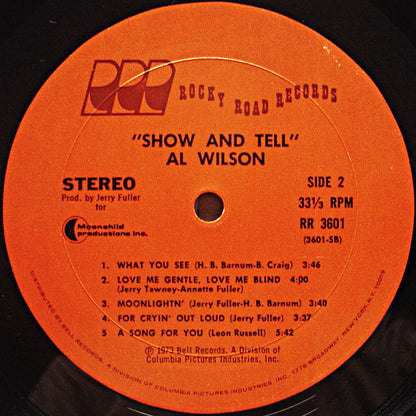 RRR ROCKY ROAD RECORDS
"SHOW AND TELL"
AL WILSON
STEREO
Prod. by Jerry Fuller
for
Moonchild
productions inc.
SIDE 2
33⅓ RPM
RR 3601
(3601-SB)
1 WHAT YOU SEE (H. B. Barnum-B. Craig) 3:46
2 LOVE ME GENTLE, LOVE ME BLIND 4:00
(Jerry Tawney-Annette Fuller)
3 MOONLIGHTN' (Jerry Fuller-H. B. Barnum) 3:40
4 FOR CRYIN' OUT LOUD (Jerry Fuller) 3:37
5 A SONG FOR YOU (Leon Russell) 5:42
Ⓟ 1973 Bell Records, A Division of
Columbia Pictures Industries, Inc.
DISTRIBUTED BY BELL RECORDS, A DIVISION OF COLUMBIA PICTURES INDUSTRIES, INC. 1776 BROADWAY, NEW YORK, N.Y. 10019